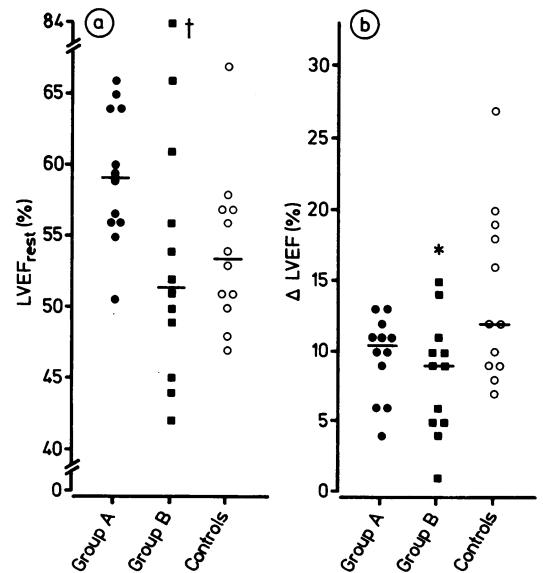 a
84
†
65
60
55
50
45
40
0
LVEFrest (%)
Group A
Group B
Controls
b
30
25
20
15
10
5
0
Δ LVEF (%)
*
Group A
Group B
Controls